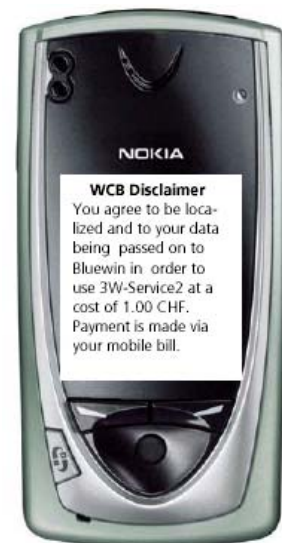 NOKIA
WCB Disclaimer
You agree to be loca-
lized and to your data
being passed on to
Bluewin in order to
use 3W-Service2 at a
cost of 1.00 CHF.
Payment is made via
your mobile bill.